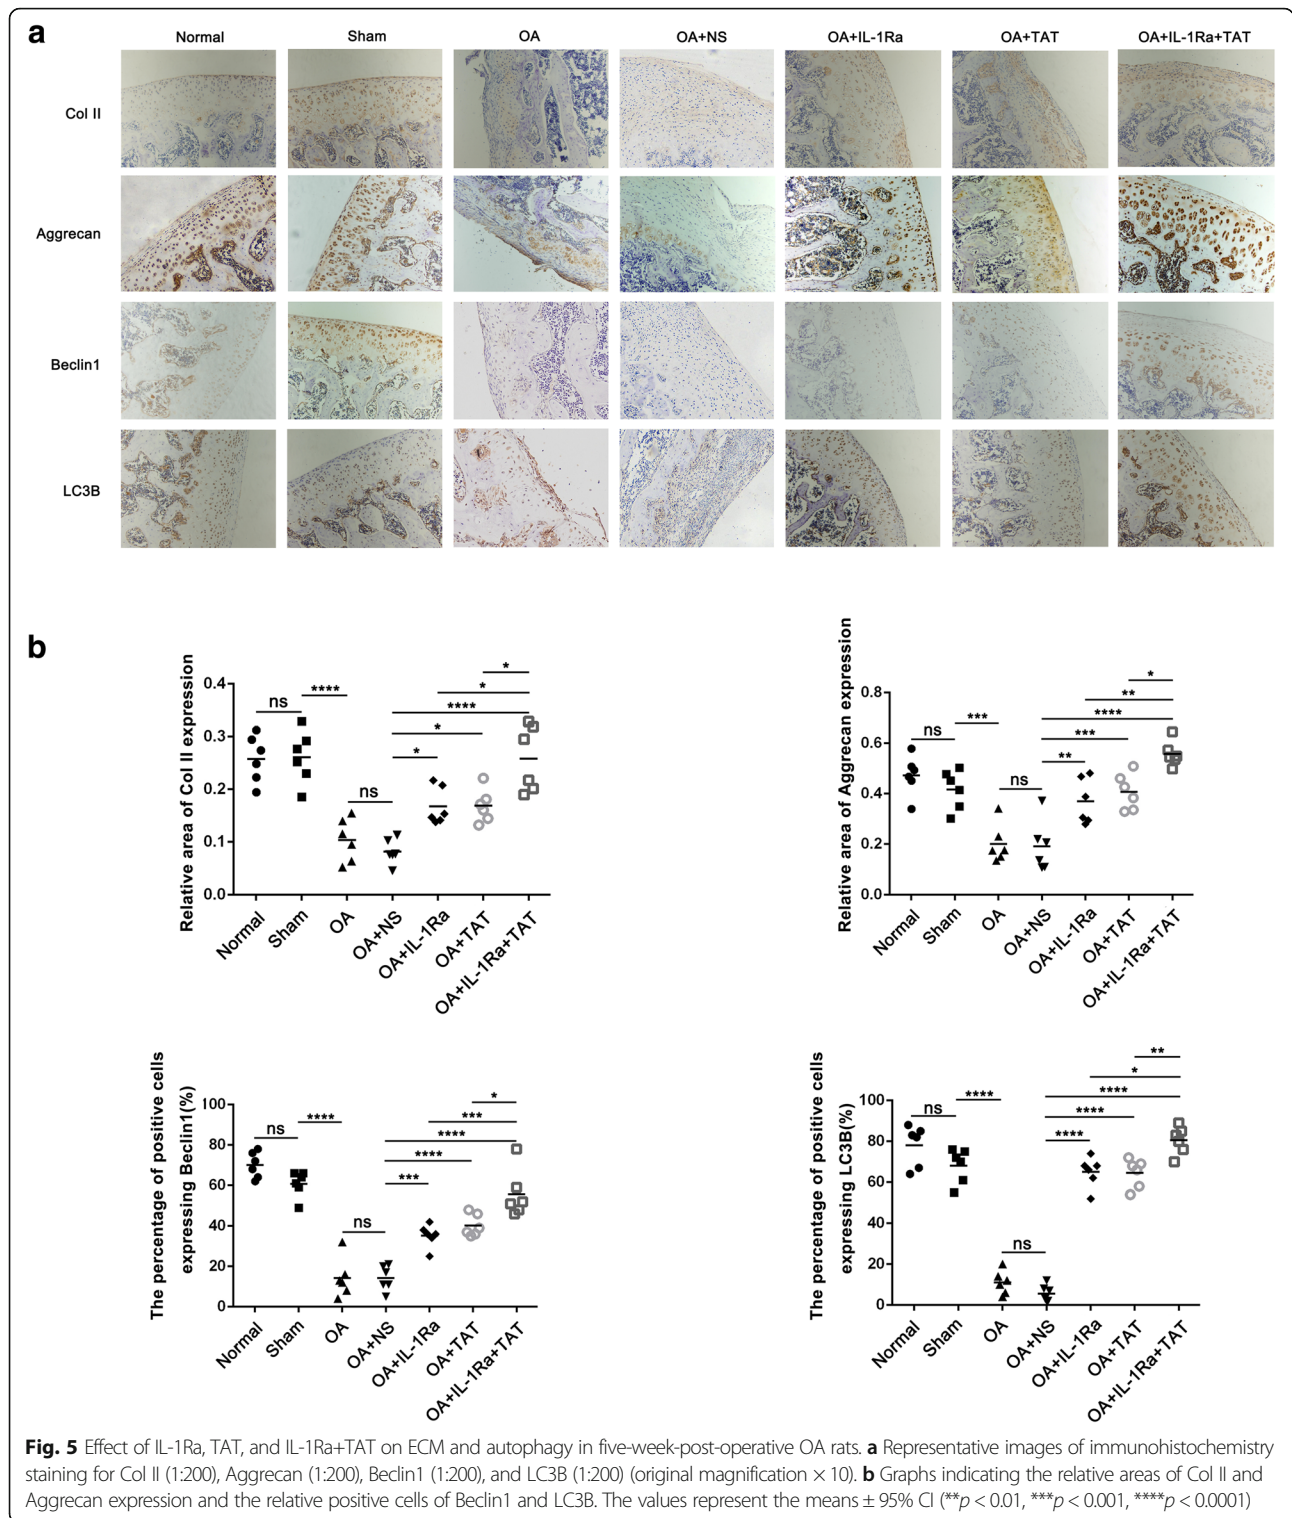 a
Normal Sham OA OA+NS OA+IL-1Ra OA+TAT OA+IL-1Ra+TAT
Col II
Aggrecan
Beclin1
LC3B
b
Relative area of Col II expression
0.4
0.3
0.2
0.1
0.0
ns
****
ns
*
*
****
*
*
Normal
Sham
OA
OA+NS
OA+IL-1Ra
OA+TAT
OA+IL-1Ra+TAT
Relative area of Aggrecan expression
0.8
0.6
0.4
0.2
0.0
ns
***
ns
**
***
****
**
*
Normal
Sham
OA
OA+NS
OA+IL-1Ra
OA+TAT
OA+IL-1Ra+TAT
The percentage of positive cells
expressing Beclin1(%)
100
80
60
40
20
0
ns
****
ns
***
****
****
***
*
Normal
Sham
OA
OA+NS
OA+IL-1Ra
OA+TAT
OA+IL-1Ra+TAT
The percentage of positive cells
expressing LC3B(%)
100
80
60
40
20
0
ns
****
ns
****
****
****
*
**
Normal
Sham
OA
OA+NS
OA+IL-1Ra
OA+TAT
OA+IL-1Ra+TAT
Fig. 5 Effect of IL-1Ra, TAT, and IL-1Ra+TAT on ECM and autophagy in five-week-post-operative OA rats. a Representative images of immunohistochemistry
staining for Col II (1:200), Aggrecan (1:200), Beclin1 (1:200), and LC3B (1:200) (original magnification × 10). b Graphs indicating the relative areas of Col II and
Aggrecan expression and the relative positive cells of Beclin1 and LC3B. The values represent the means ± 95% CI (**p < 0.01, ***p < 0.001, ****p < 0.0001)